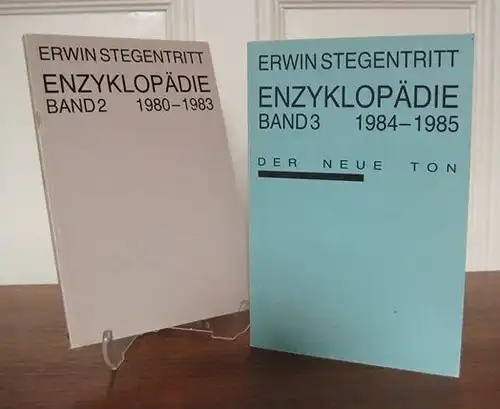 ERWIN STEGENTRITT
ENZYKLOPÄDIE
BAND 2 1980–1983
ERWIN STEGENTRITT
ENZYKLOPÄDIE
BAND 3 1984–1985
DER NEUE TON